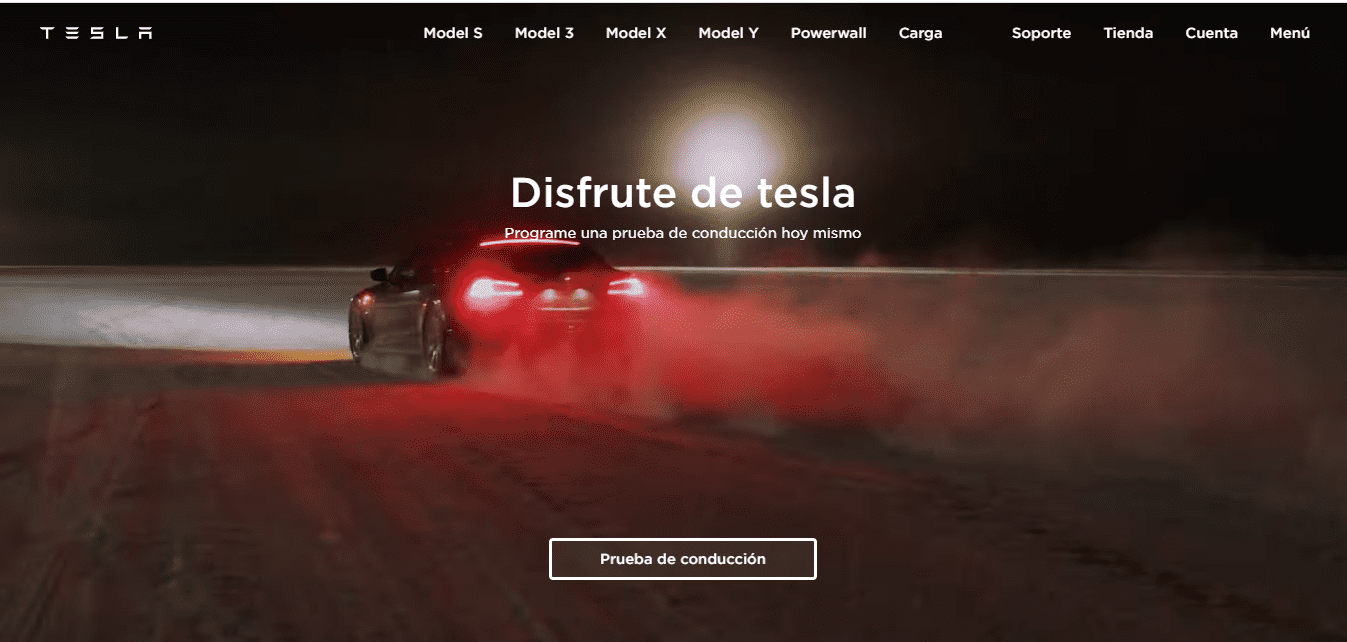 TESLA Model S Model 3 Model X Model Y Powerwall Carga Soporte Tienda Cuenta Menú
Disfrute de tesla
Programe una prueba de conducción hoy mismo
Prueba de conducción